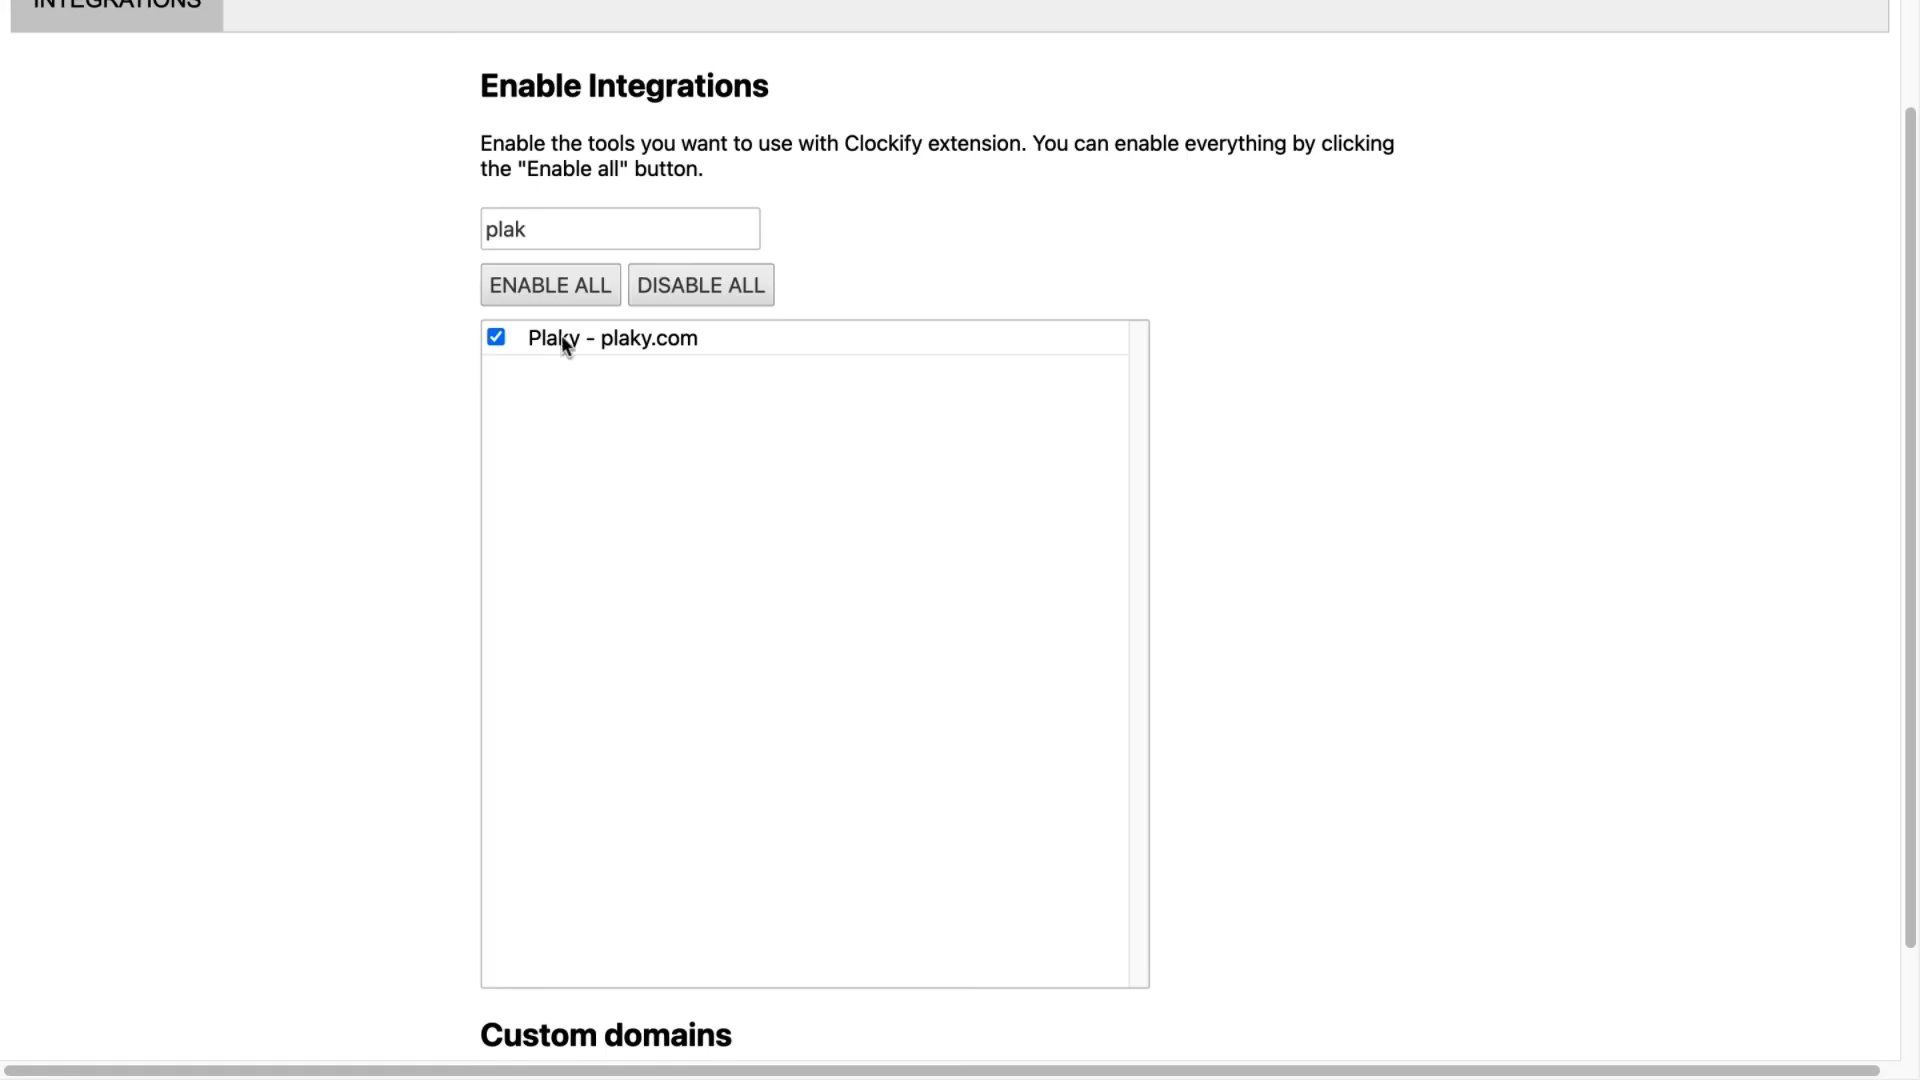 INTEGRATIONS
Enable Integrations
Enable the tools you want to use with Clockify extension. You can enable everything by clicking
the "Enable all" button.
plak
ENABLE ALL DISABLE ALL
Plaky - plaky.com
Custom domains